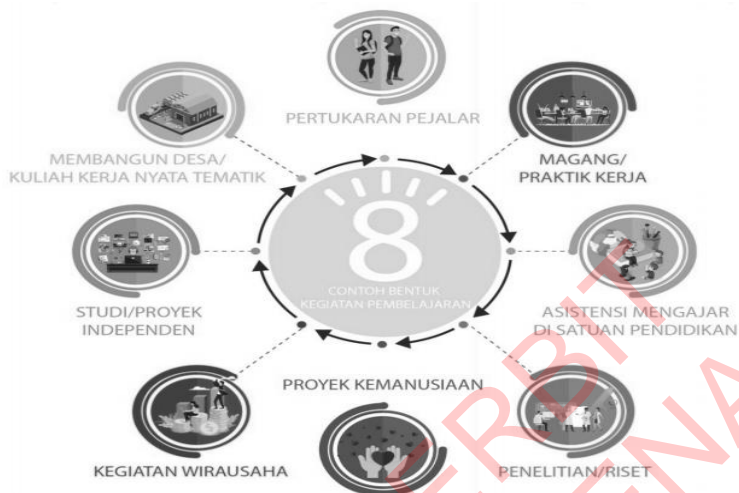 PERTUKARAN PEJALAR
MAGANG/
PRAKTIK KERJA
ASISTENSI MENGAJAR
DI SATUAN PENDIDIKAN
PENELITIAN/RISET
PROYEK KEMANUSIAAN
KEGIATAN WIRAUSAHA
STUDI/PROYEK
INDEPENDEN
MEMBANGUN DESA/
KULIAH KERJA NYATA TEMATIK
8
CONTOH BENTUK
KEGIATAN PEMBELAJARAN